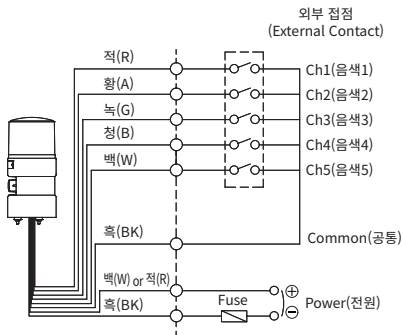 외부 접점
(External Contact)
적(R)
Ch1(음색1)
황(A)
Ch2(음색2)
녹(G)
Ch3(음색3)
청(B)
Ch4(음색4)
백(W)
Ch5(음색5)
흑(BK)
Common(공통)
백(W) or 적(R)
⊕
흑(BK)
Fuse
⊖
Power(전원)